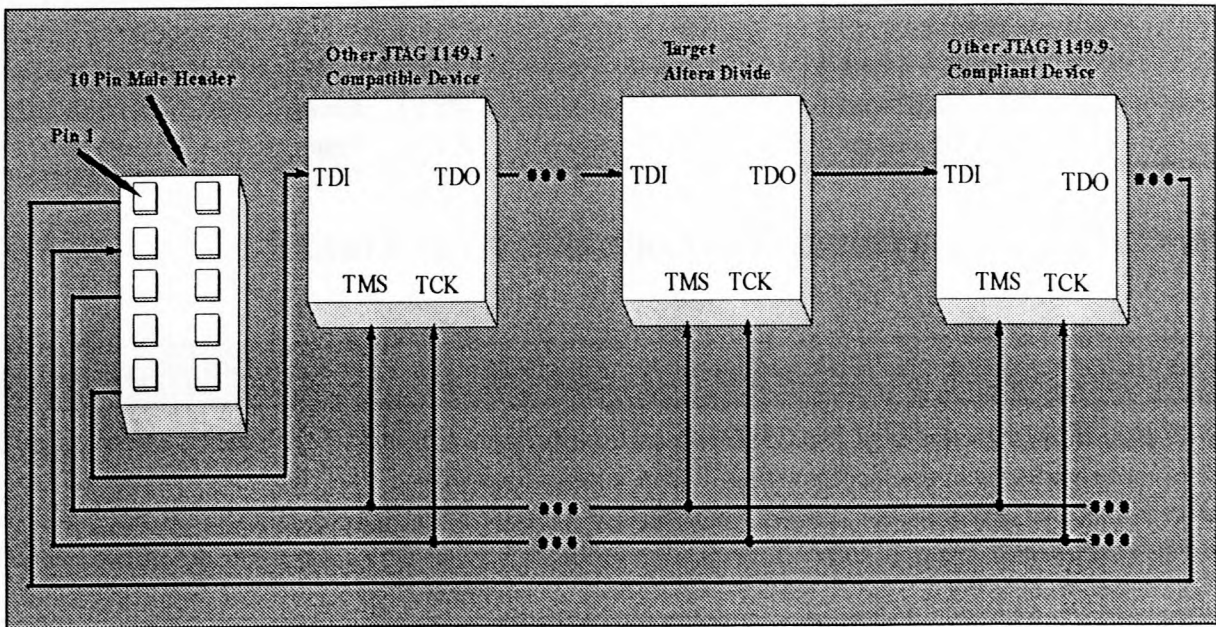 Other JTAG 1149.1 -
Compatible Device
Target
Altera Divide
Other JTAG 1149.9-
Compliant Device
10 Pin Male Header
Pin 1
TDI TDO
TMS TCK
TDI TDO
TMS TCK
TDI TDO
TMS TCK